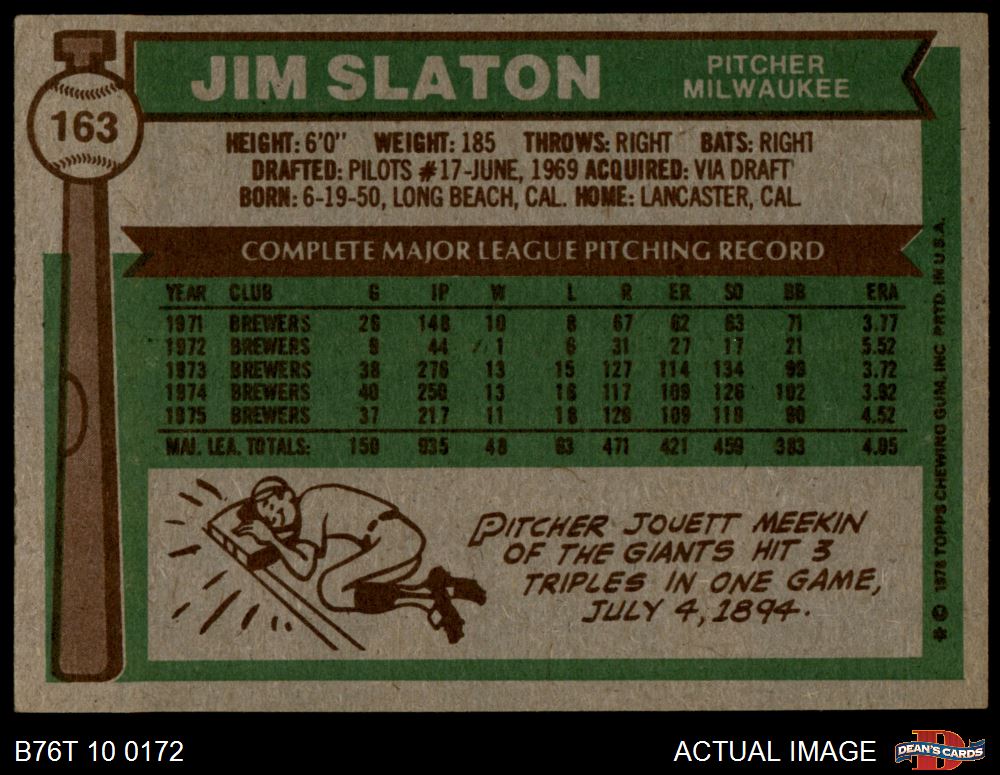 163
JIM SLATON
PITCHER
MILWAUKEE
HEIGHT: 6'0" WEIGHT: 185 THROWS: RIGHT BATS: RIGHT
DRAFTED: PILOTS #17-JUNE, 1969 ACQUIRED: VIA DRAFT
BORN: 6-19-50, LONG BEACH, CAL. HOME: LANCASTER, CAL.
COMPLETE MAJOR LEAGUE PITCHING RECORD
YEAR CLUB G IP W L R ER SO BB ERA
1971 BREWERS 26 148 10 8 67 62 63 71 3.77
1972 BREWERS 9 44 1 6 31 27 17 21 5.52
1973 BREWERS 38 276 13 15 127 114 134 99 3.72
1974 BREWERS 40 250 13 16 117 109 126 102 3.92
1975 BREWERS 37 217 11 18 129 109 119 90 4.52
MAJ. LEA. TOTALS: 150 935 48 63 471 421 459 383 4.05
PITCHER JOUETT MEEKIN
OF THE GIANTS HIT 3
TRIPLES IN ONE GAME,
JULY 4, 1894.
✱ © 1976 TOPPS CHEWING GUM, INC. PRTD. IN U.S.A.
B76T 10 0172
ACTUAL IMAGE
DEAN'S CARDS